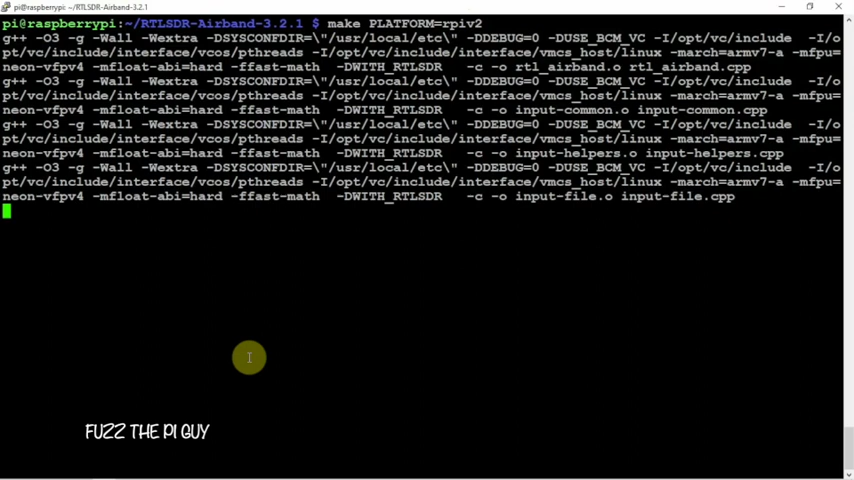 pi@raspberrypi: ~/RTLSDR-Airband-3.2.1
pi@raspberrypi:~/RTLSDR-Airband-3.2.1 $ make PLATFORM=rpiv2
g++ -O3 -g -Wall -Wextra -DSYSCONFDIR=\"/usr/local/etc\" -DDEBUG=0 -DUSE_BCM_VC -I/opt/vc/include  -I/o
pt/vc/include/interface/vcos/pthreads -I/opt/vc/include/interface/vmcs_host/linux -march=armv7-a -mfpu=
neon-vfpv4 -mfloat-abi=hard -ffast-math  -DWITH_RTLSDR   -c -o rtl_airband.o rtl_airband.cpp
g++ -O3 -g -Wall -Wextra -DSYSCONFDIR=\"/usr/local/etc\" -DDEBUG=0 -DUSE_BCM_VC -I/opt/vc/include  -I/o
pt/vc/include/interface/vcos/pthreads -I/opt/vc/include/interface/vmcs_host/linux -march=armv7-a -mfpu=
neon-vfpv4 -mfloat-abi=hard -ffast-math  -DWITH_RTLSDR   -c -o input-common.o input-common.cpp
g++ -O3 -g -Wall -Wextra -DSYSCONFDIR=\"/usr/local/etc\" -DDEBUG=0 -DUSE_BCM_VC -I/opt/vc/include  -I/o
pt/vc/include/interface/vcos/pthreads -I/opt/vc/include/interface/vmcs_host/linux -march=armv7-a -mfpu=
neon-vfpv4 -mfloat-abi=hard -ffast-math  -DWITH_RTLSDR   -c -o input-helpers.o input-helpers.cpp
g++ -O3 -g -Wall -Wextra -DSYSCONFDIR=\"/usr/local/etc\" -DDEBUG=0 -DUSE_BCM_VC -I/opt/vc/include  -I/o
pt/vc/include/interface/vcos/pthreads -I/opt/vc/include/interface/vmcs_host/linux -march=armv7-a -mfpu=
neon-vfpv4 -mfloat-abi=hard -ffast-math  -DWITH_RTLSDR   -c -o input-file.o input-file.cpp
FUZZ THE PI GUY